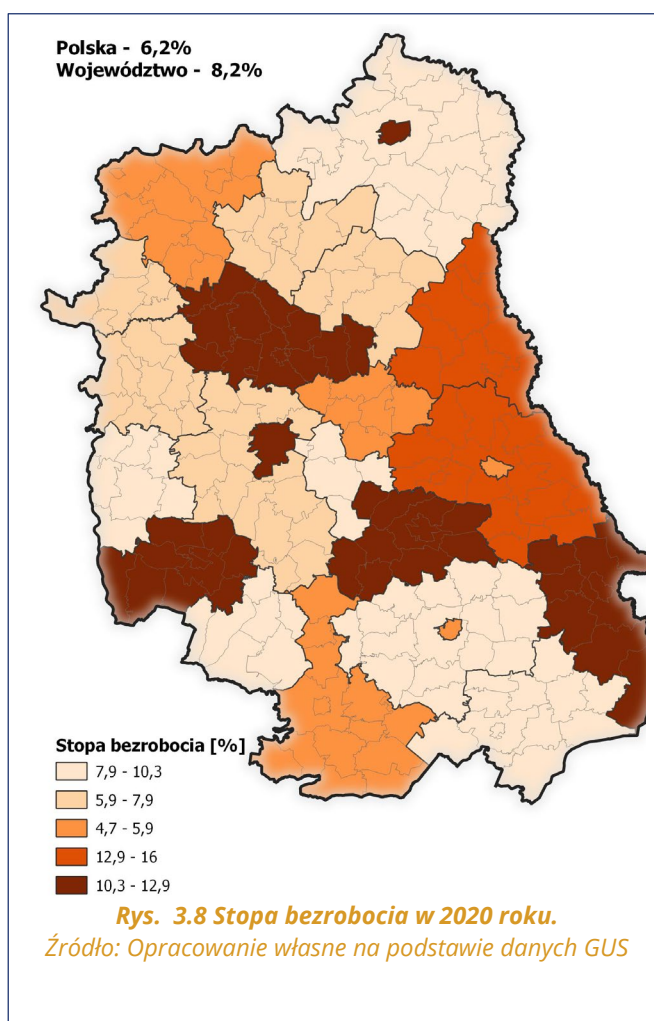 Polska - 6,2%
Województwo - 8,2%
Stopa bezrobocia [%]
7,9 - 10,3
5,9 - 7,9
4,7 - 5,9
12,9 - 16
10,3 - 12,9
Rys. 3.8 Stopa bezrobocia w 2020 roku.
Źródło: Opracowanie własne na podstawie danych GUS